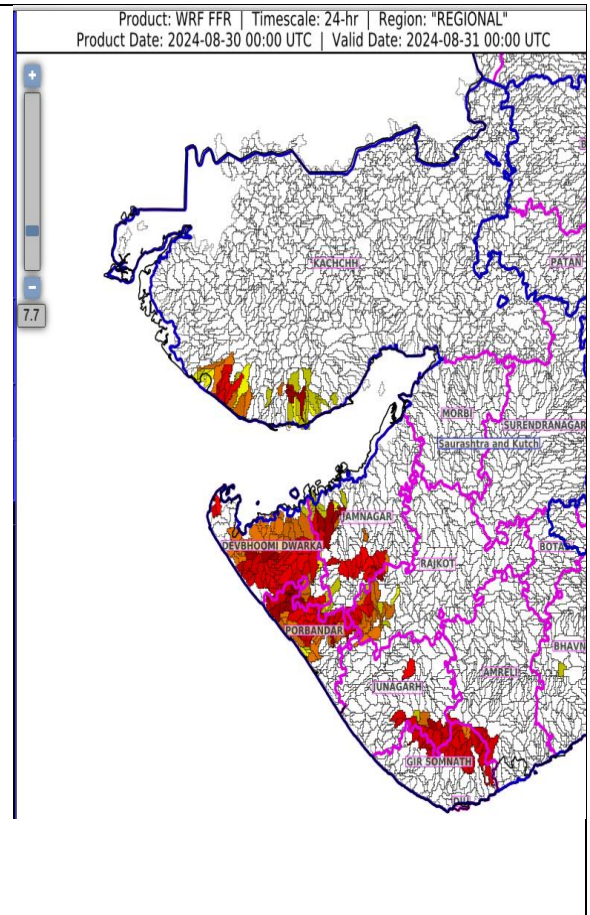 Product: WRF FFR | Timescale: 24-hr | Region: "REGIONAL"
Product Date: 2024-08-30 00:00 UTC | Valid Date: 2024-08-31 00:00 UTC
+
−
7.7
KACHCHH
PATAN
MORBI
SURENDRANAGAR
Saurashtra and Kutch
JAMNAGAR
DEVBHOOMI DWARKA
BOTA
RAJKOT
PORBANDAR
BHAVN
AMRELI
JUNAGARH
GIR SOMNATH
DIU